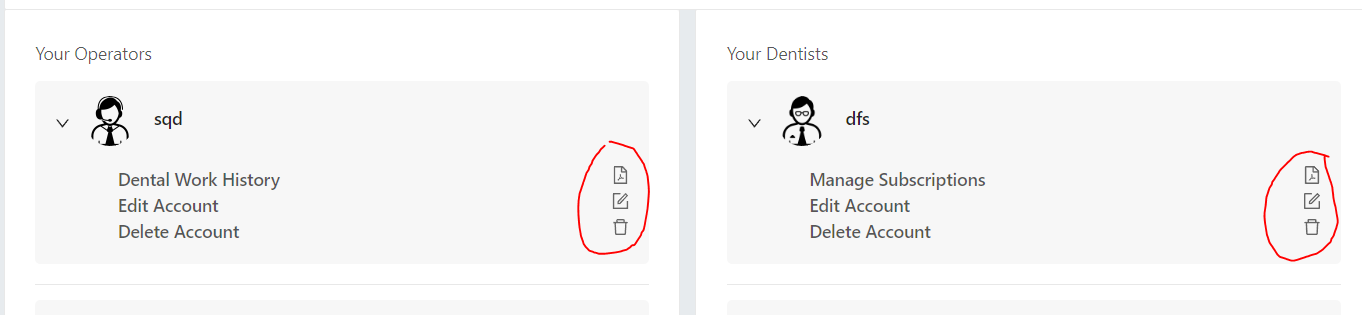 Your Operators
sqd
Dental Work History
Edit Account
Delete Account
Your Dentists
dfs
Manage Subscriptions
Edit Account
Delete Account